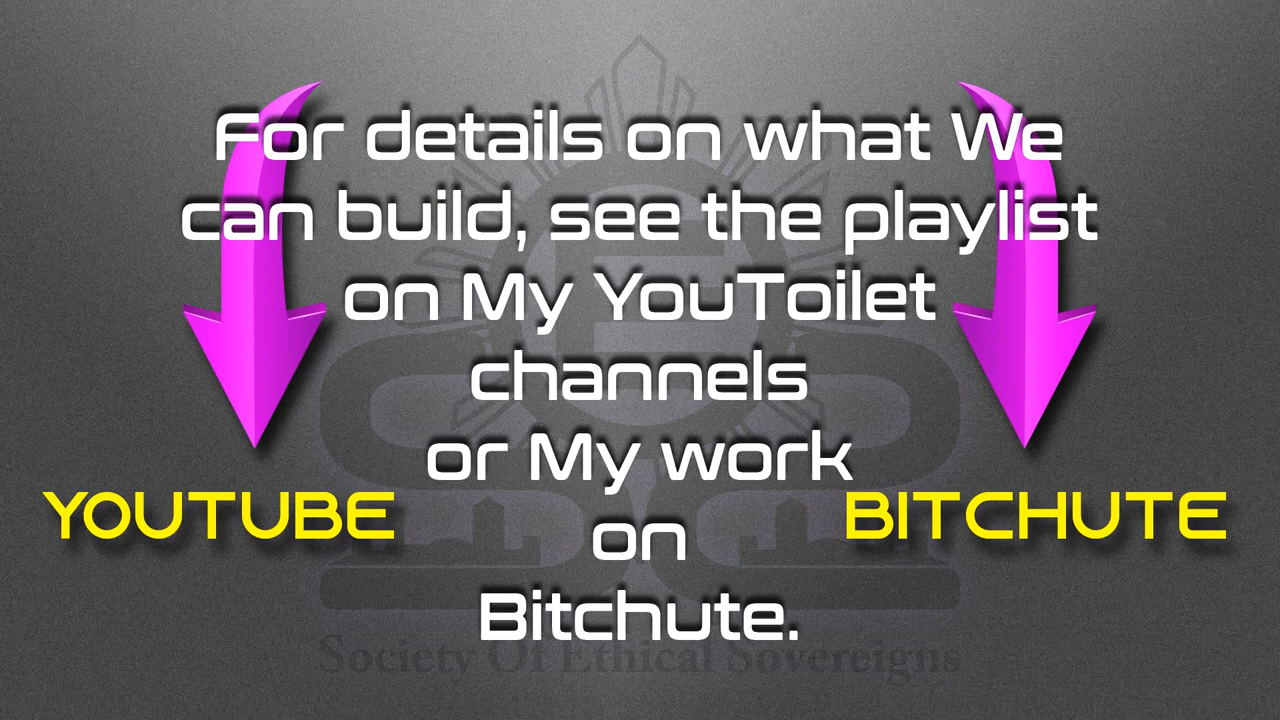 For details on what We
can build, see the playlist
on My YouToilet
channels
or My work
on
Bitchute.
YOUTUBE
BITCHUTE
Society Of Ethical Sovereigns